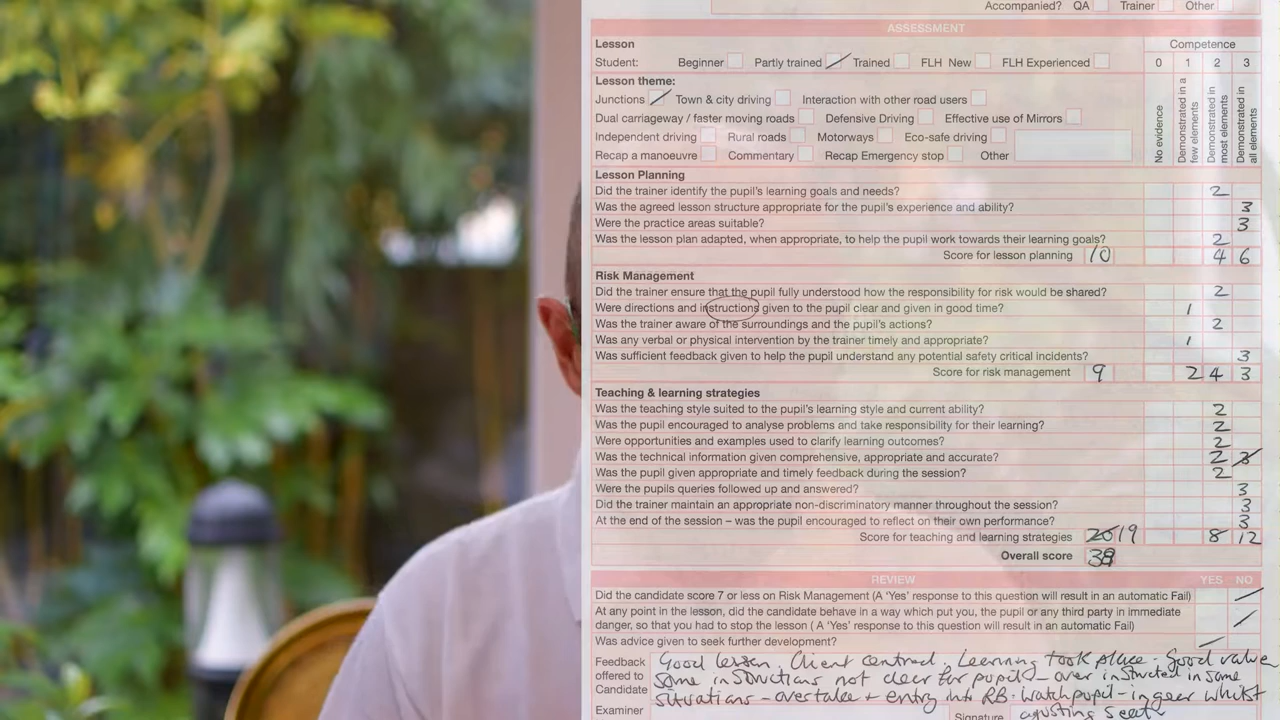 Accompanied? QA Trainer Other
ASSESSMENT
Lesson Competence
Student: Beginner Partly trained Trained FLH New FLH Experienced 0 1 2 3
Lesson theme:
No evidence
Demonstrated in a few elements
Demonstrated in most elements
Demonstrated in all elements
Junctions Town & city driving Interaction with other road users
Dual carriageway / faster moving roads Defensive Driving Effective use of Mirrors
Independent driving Rural roads Motorways Eco-safe driving
Recap a manoeuvre Commentary Recap Emergency stop Other
Lesson Planning
Did the trainer identify the pupil's learning goals and needs? 2
Was the agreed lesson structure appropriate for the pupil's experience and ability? 3
Were the practice areas suitable? 3
Was the lesson plan adapted, when appropriate, to help the pupil work towards their learning goals? 2
Score for lesson planning 10 4 6
Risk Management
Did the trainer ensure that the pupil fully understood how the responsibility for risk would be shared? 2
Were directions and instructions given to the pupil clear and given in good time? 1
Was the trainer aware of the surroundings and the pupil's actions? 2
Was any verbal or physical intervention by the trainer timely and appropriate? 1
Was sufficient feedback given to help the pupil understand any potential safety critical incidents? 3
Score for risk management 9 2 4 3
Teaching & learning strategies
Was the teaching style suited to the pupil's learning style and current ability? 2
Was the pupil encouraged to analyse problems and take responsibility for their learning? 2
Were opportunities and examples used to clarify learning outcomes? 2
Was the technical information given comprehensive, appropriate and accurate? 2 3
Was the pupil given appropriate and timely feedback during the session? 2
Were the pupils queries followed up and answered? 3
Did the trainer maintain an appropriate non-discriminatory manner throughout the session? 3
At the end of the session – was the pupil encouraged to reflect on their own performance? 3
Score for teaching and learning strategies 20 19 8 12
Overall score 38
REVIEW YES NO
Did the candidate score 7 or less on Risk Management (A 'Yes' response to this question will result in an automatic Fail)
At any point in the lesson, did the candidate behave in a way which put you, the pupil or any third party in immediate
danger, so that you had to stop the lesson ( A 'Yes' response to this question will result in an automatic Fail)
Was advice given to seek further development?
Feedback offered to Candidate
Good lesson, Client centred, Learning took place - Good value
some instructions not clear for pupil - over instructed in some
situations - overtake + entry into RB. watch pupil - in gear whilst
ajusting seat
Examiner Signature